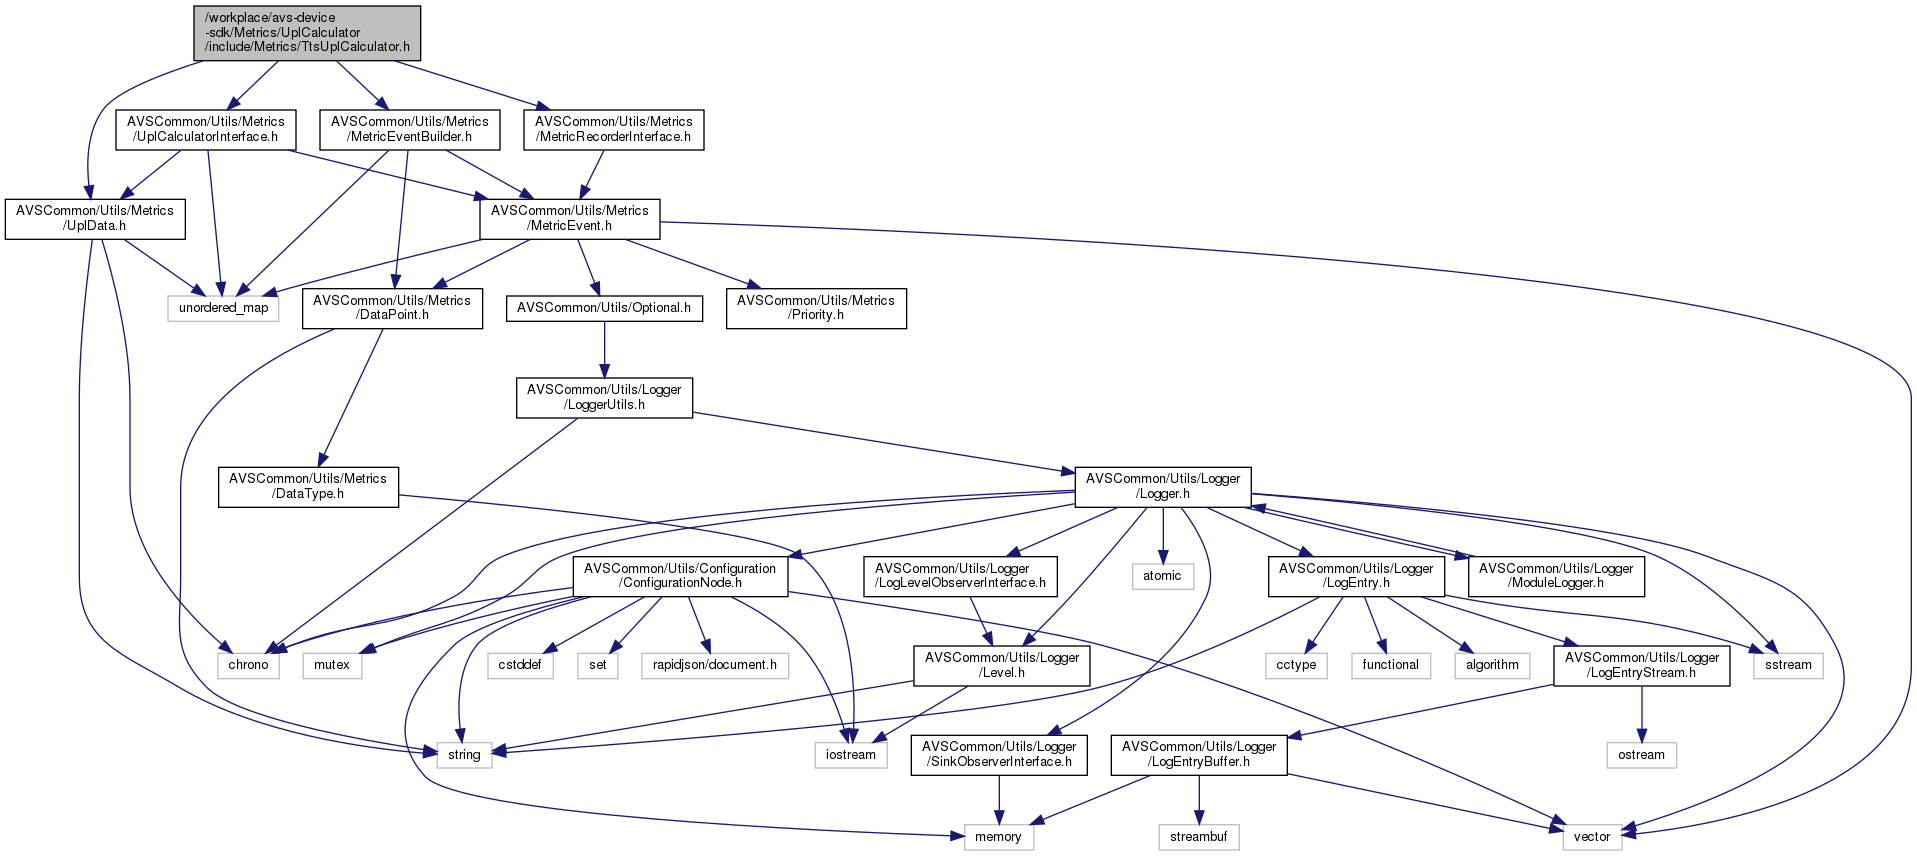 /workplace/avs-device
-sdk/Metrics/UplCalculator
/include/Metrics/TtsUplCalculator.h
AVSCommon/Utils/Metrics
/UplCalculatorInterface.h
AVSCommon/Utils/Metrics
/MetricEventBuilder.h
AVSCommon/Utils/Metrics
/MetricRecorderInterface.h
AVSCommon/Utils/Metrics
/UplData.h
AVSCommon/Utils/Metrics
/MetricEvent.h
unordered_map
AVSCommon/Utils/Metrics
/DataPoint.h
AVSCommon/Utils/Optional.h
AVSCommon/Utils/Metrics
/Priority.h
AVSCommon/Utils/Logger
/LoggerUtils.h
AVSCommon/Utils/Metrics
/DataType.h
AVSCommon/Utils/Logger
/Logger.h
AVSCommon/Utils/Configuration
/ConfigurationNode.h
AVSCommon/Utils/Logger
/LogLevelObserverInterface.h
atomic
AVSCommon/Utils/Logger
/LogEntry.h
AVSCommon/Utils/Logger
/ModuleLogger.h
chrono
mutex
cstddef
set
rapidjson/document.h
AVSCommon/Utils/Logger
/Level.h
cctype
functional
algorithm
AVSCommon/Utils/Logger
/LogEntryStream.h
sstream
string
iostream
AVSCommon/Utils/Logger
/SinkObserverInterface.h
AVSCommon/Utils/Logger
/LogEntryBuffer.h
ostream
memory
streambuf
vector